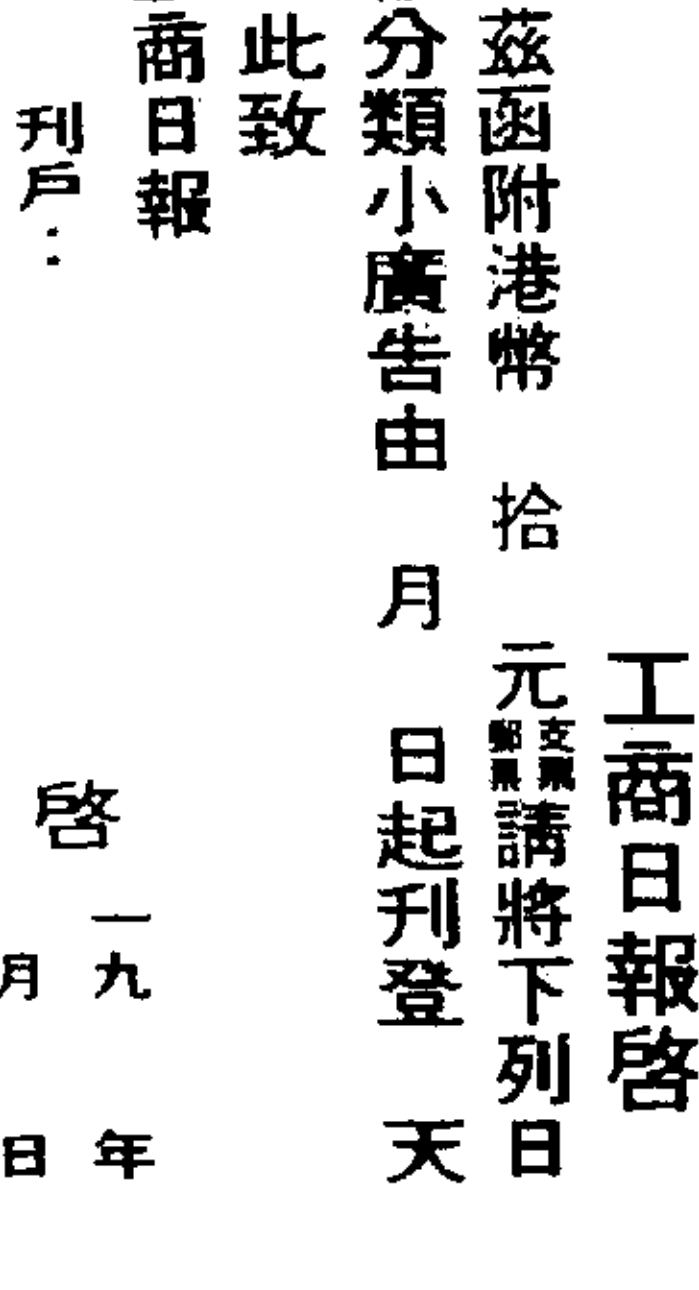 工商日報啓
茲函附港幣 拾 元支票郵票請將下列日
分類小廣告由 月 日起刊登 天
此致
商日報
刊戶：
啓
一九 年
月 日